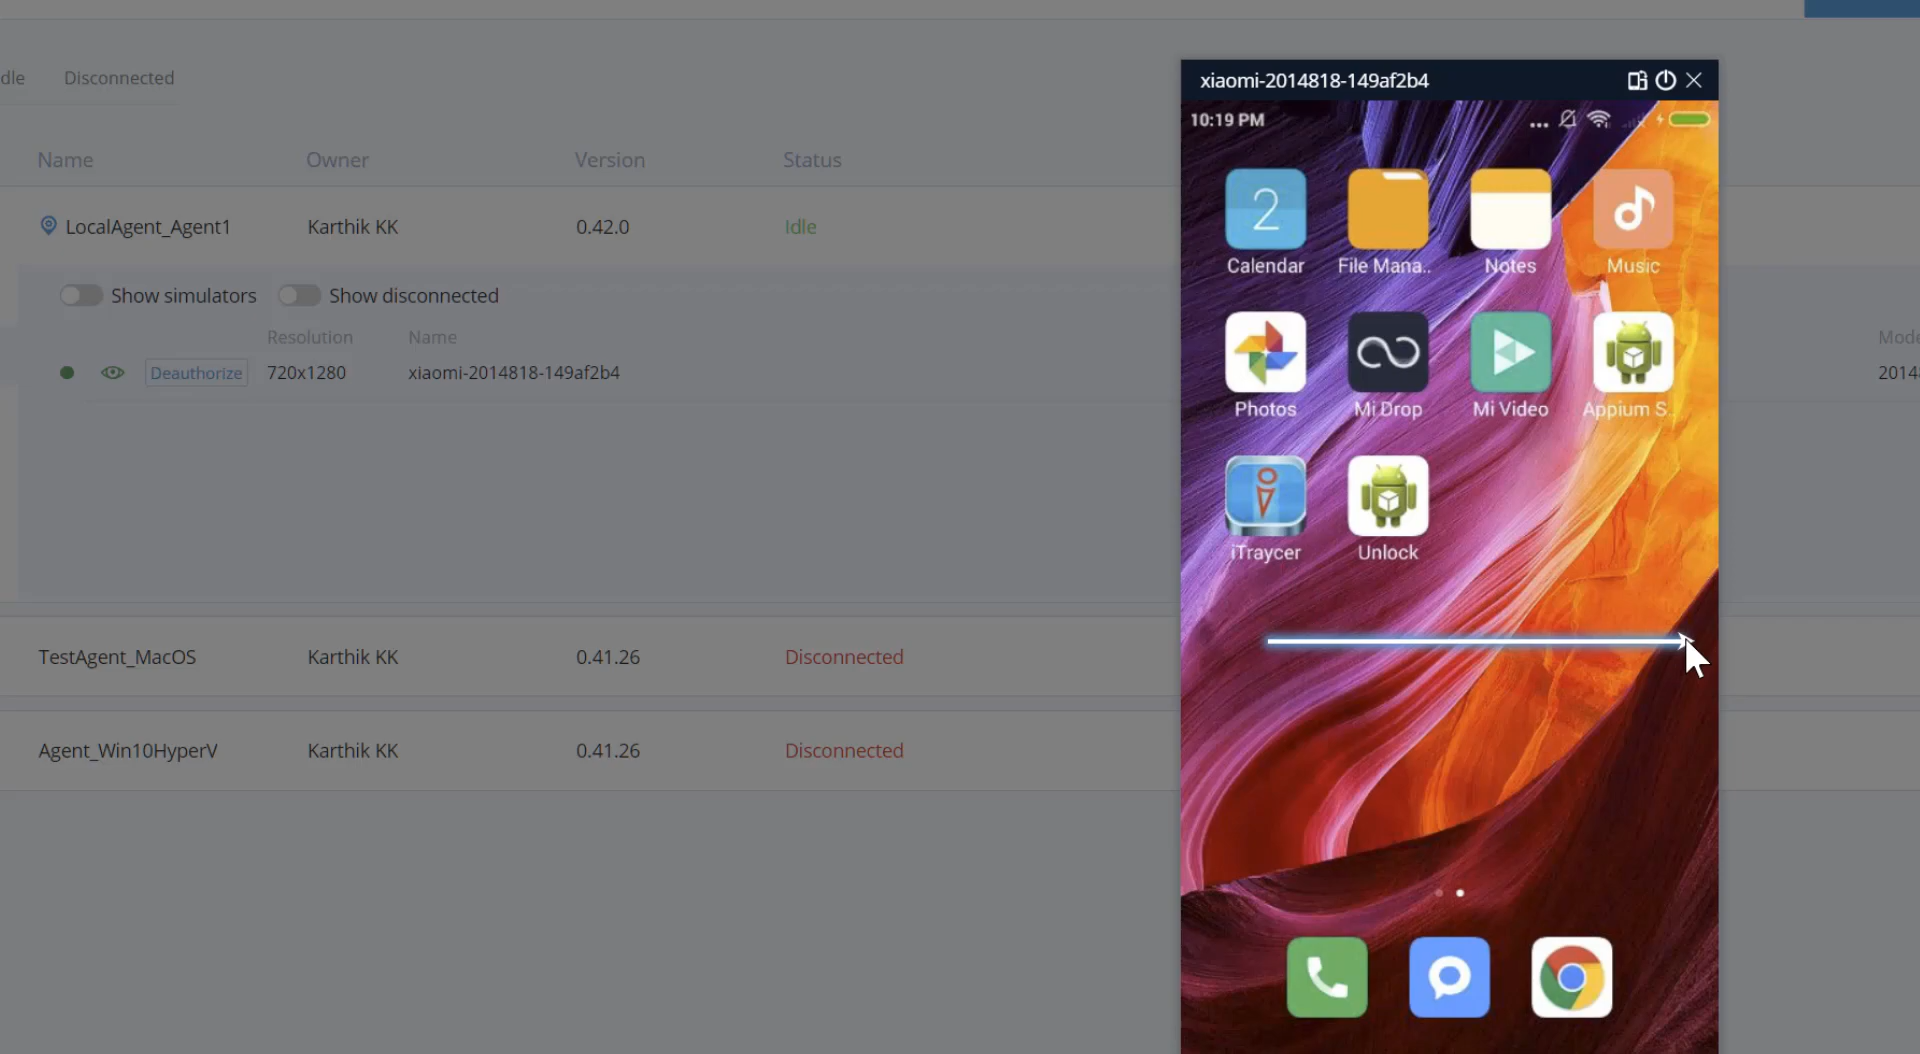 dle Disconnected
Name Owner Version Status
LocalAgent_Agent1 Karthik KK 0.42.0 Idle
Show simulators Show disconnected
Resolution Name Mode
Deauthorize 720x1280 xiaomi-2014818-149af2b4 2014
TestAgent_MacOS Karthik KK 0.41.26 Disconnected
Agent_Win10HyperV Karthik KK 0.41.26 Disconnected
xiaomi-2014818-149af2b4
10:19 PM
2
Calendar File Mana.. Notes Music
Photos Mi Drop Mi Video Appium S..
iTraycer Unlock